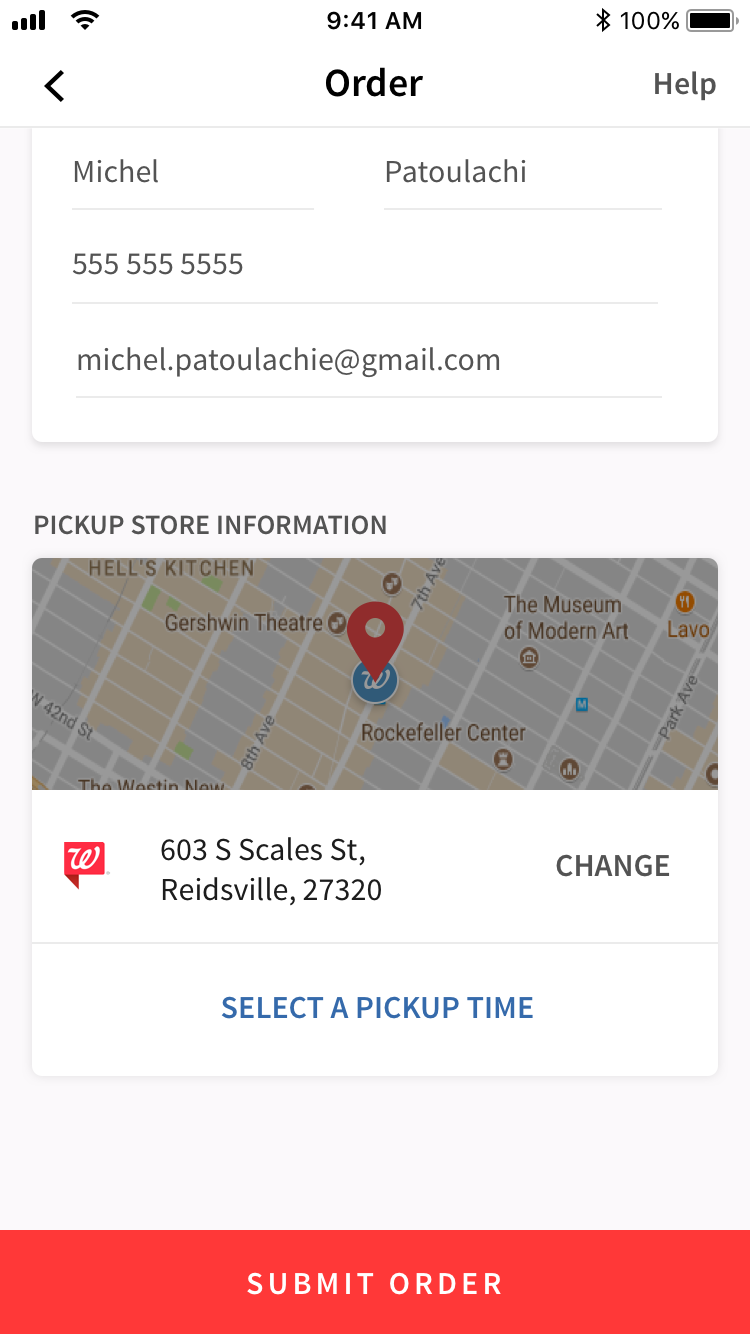 9:41 AM
100%
Order
Help
Michel
Patoulachi
555 555 5555
michel.patoulachie@gmail.com
PICKUP STORE INFORMATION
HELL'S KITCHEN
7th Ave
Gershwin Theatre
The Museum
of Modern Art
Lavo
W 42nd St
8th Ave
Rockefeller Center
Park Ave
The Westin New
603 S Scales St,
Reidsville, 27320
CHANGE
SELECT A PICKUP TIME
SUBMIT ORDER